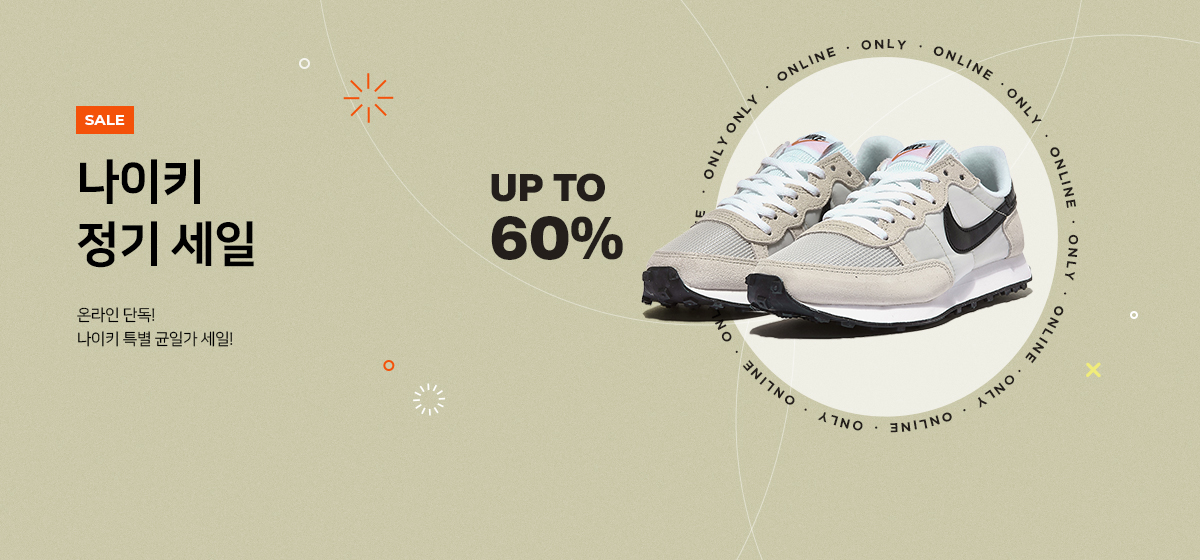 SALE
나이키
정기 세일
온라인 단독!
나이키 특별 균일가 세일!
UP TO
60%
ONLY · ONLINE · ONLY · ONLINE · ONLY · ONLINE · ONLY · ONLINE · ONLY · ONLINE · ONLY · ONLINE ·